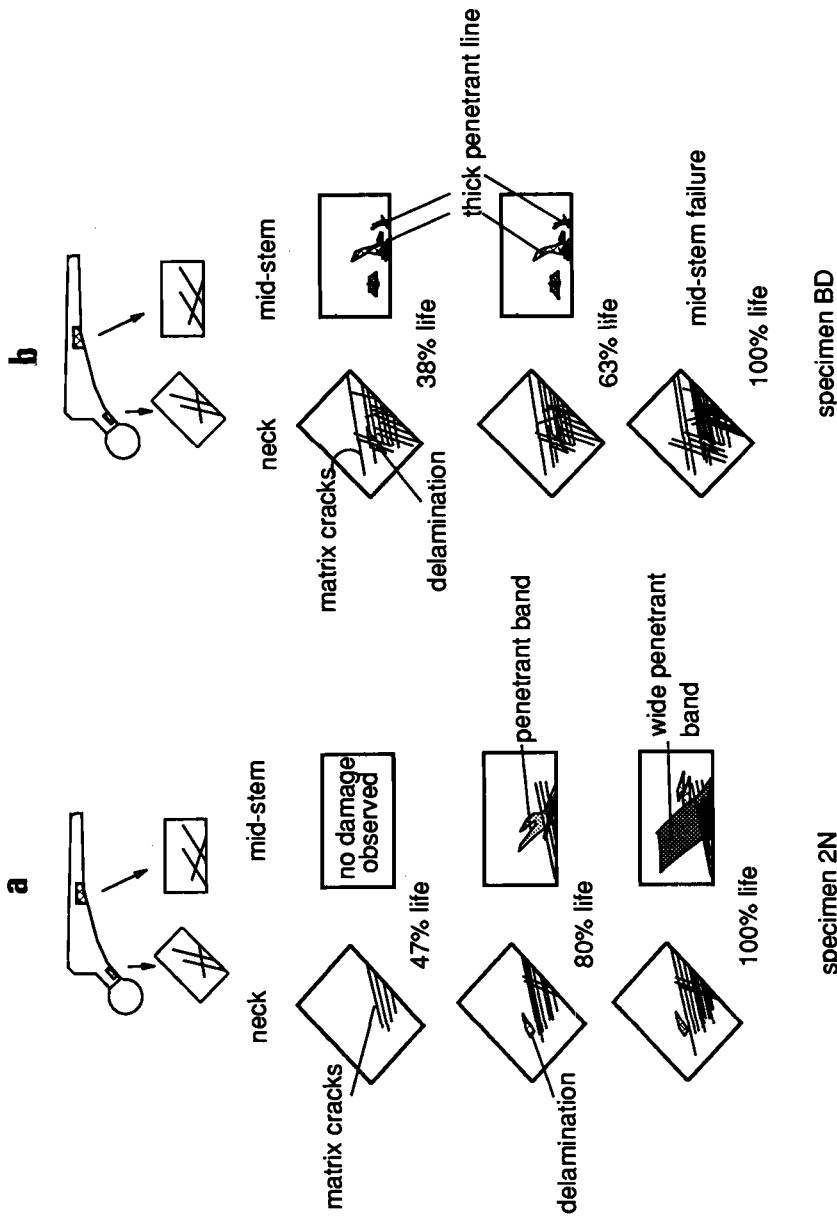 a
neck
mid-stem
matrix cracks
no damage
observed
47% life
penetrant band
delamination
80% life
wide penetrant
band
100% life
specimen 2N
b
neck
mid-stem
matrix cracks
delamination
38% life
thick penetrant line
63% life
mid-stem failure
100% life
specimen BD